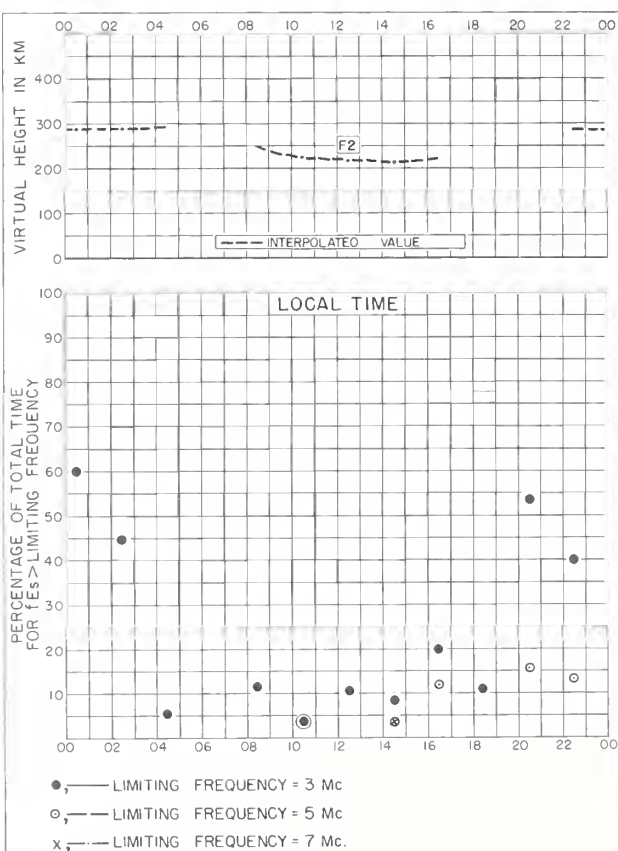 00 02 04 06 08 10 12 14 16 18 20 22 00
VIRTUAL HEIGHT IN KM
400
300
200
100
0
F2
INTERPOLATED VALUE
LOCAL TIME
PERCENTAGE OF TOTAL TIME
FOR fEs > LIMITING FREQUENCY
100
90
80
70
60
50
40
30
20
10
00 02 04 06 08 10 12 14 16 18 20 22 00
●, —— LIMITING FREQUENCY = 3 Mc
⊙, — — LIMITING FREQUENCY = 5 Mc
x, —·— LIMITING FREQUENCY = 7 Mc.